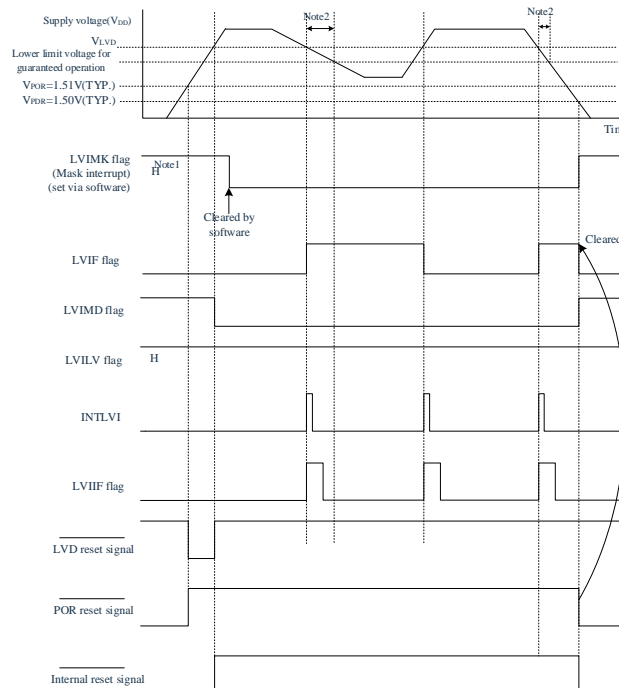 Supply voltage(VDD)
Note2
Note2
VLVD
Lower limit voltage for
guaranteed operation
VPOR=1.51V(TYP.)
VPDR=1.50V(TYP.)
LVIMK flag
(Mask interrupt)
(set via software)
Note1
H
Cleared by
software
LVIF flag
Cleared
LVIMD flag
LVILV flag
H
INTLVI
LVIIF flag
LVD reset signal
POR reset signal
Internal reset signal